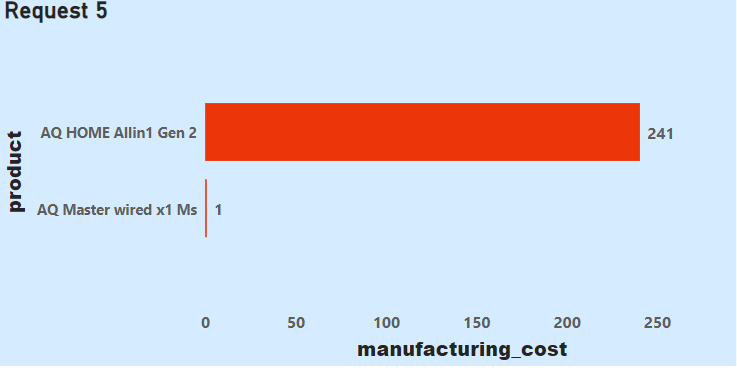 Request 5
product
AQ HOME Allin1 Gen 2
241
AQ Master wired x1 Ms
1
0 50 100 150 200 250
manufacturing_cost